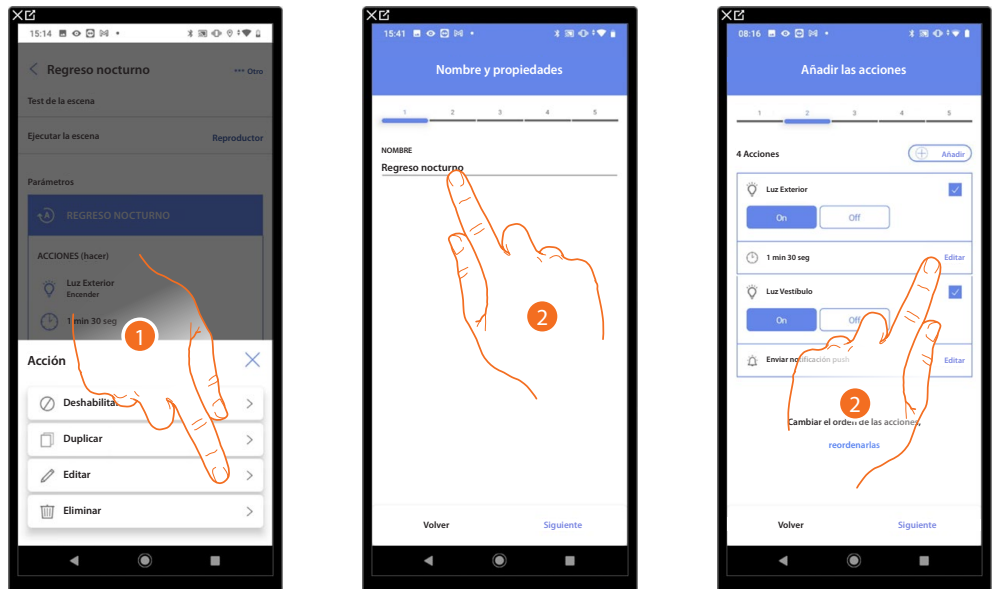 15:14
Regreso nocturno
*** Otro
Test de la escena
Ejecutar la escena
Reproductor
Parámetros
REGRESO NOCTURNO
ACCIONES (hacer)
Luz Exterior
Encender
1 min 30 seg
1
Acción
Deshabilita
Duplicar
Editar
Eliminar
15:41
Nombre y propiedades
1 2 3 4 5
NOMBRE
Regreso nocturno
2
Volver
Siguiente
08:16
Añadir las acciones
1 2 3 4 5
4 Acciones
Añadir
Luz Exterior
On
Off
1 min 30 seg
Editar
Luz Vestíbulo
On
Off
Enviar notificación push
Editar
2
Cambiar el orden de las acciones,
reordenarlas
Volver
Siguiente